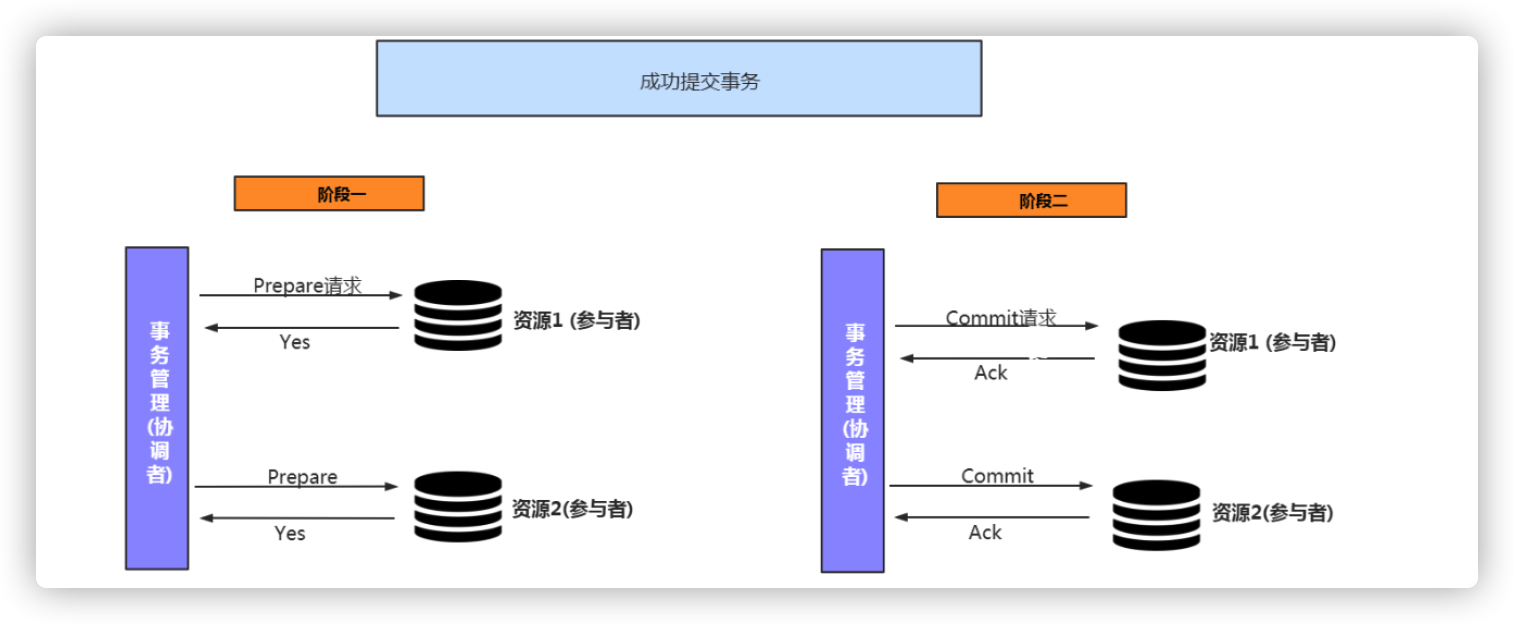 成功提交事务
阶段一
阶段二
事务管理(协调者)
Prepare请求
Yes
资源1 (参与者)
Prepare
Yes
资源2(参与者)
事务管理(协调者)
Commit请求
Ack
资源1 (参与者)
Commit
Ack
资源2(参与者)